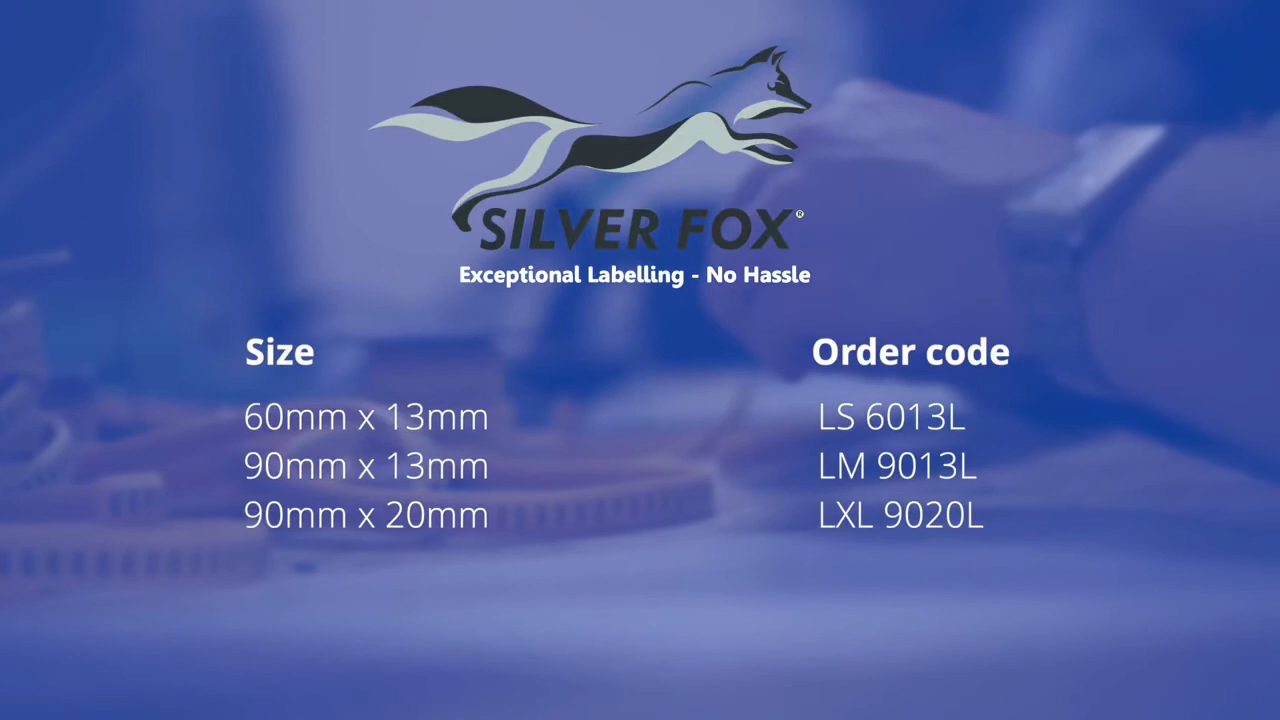 SILVER FOX®
Exceptional Labelling - No Hassle
Size Order code
60mm x 13mm LS 6013L
90mm x 13mm LM 9013L
90mm x 20mm LXL 9020L